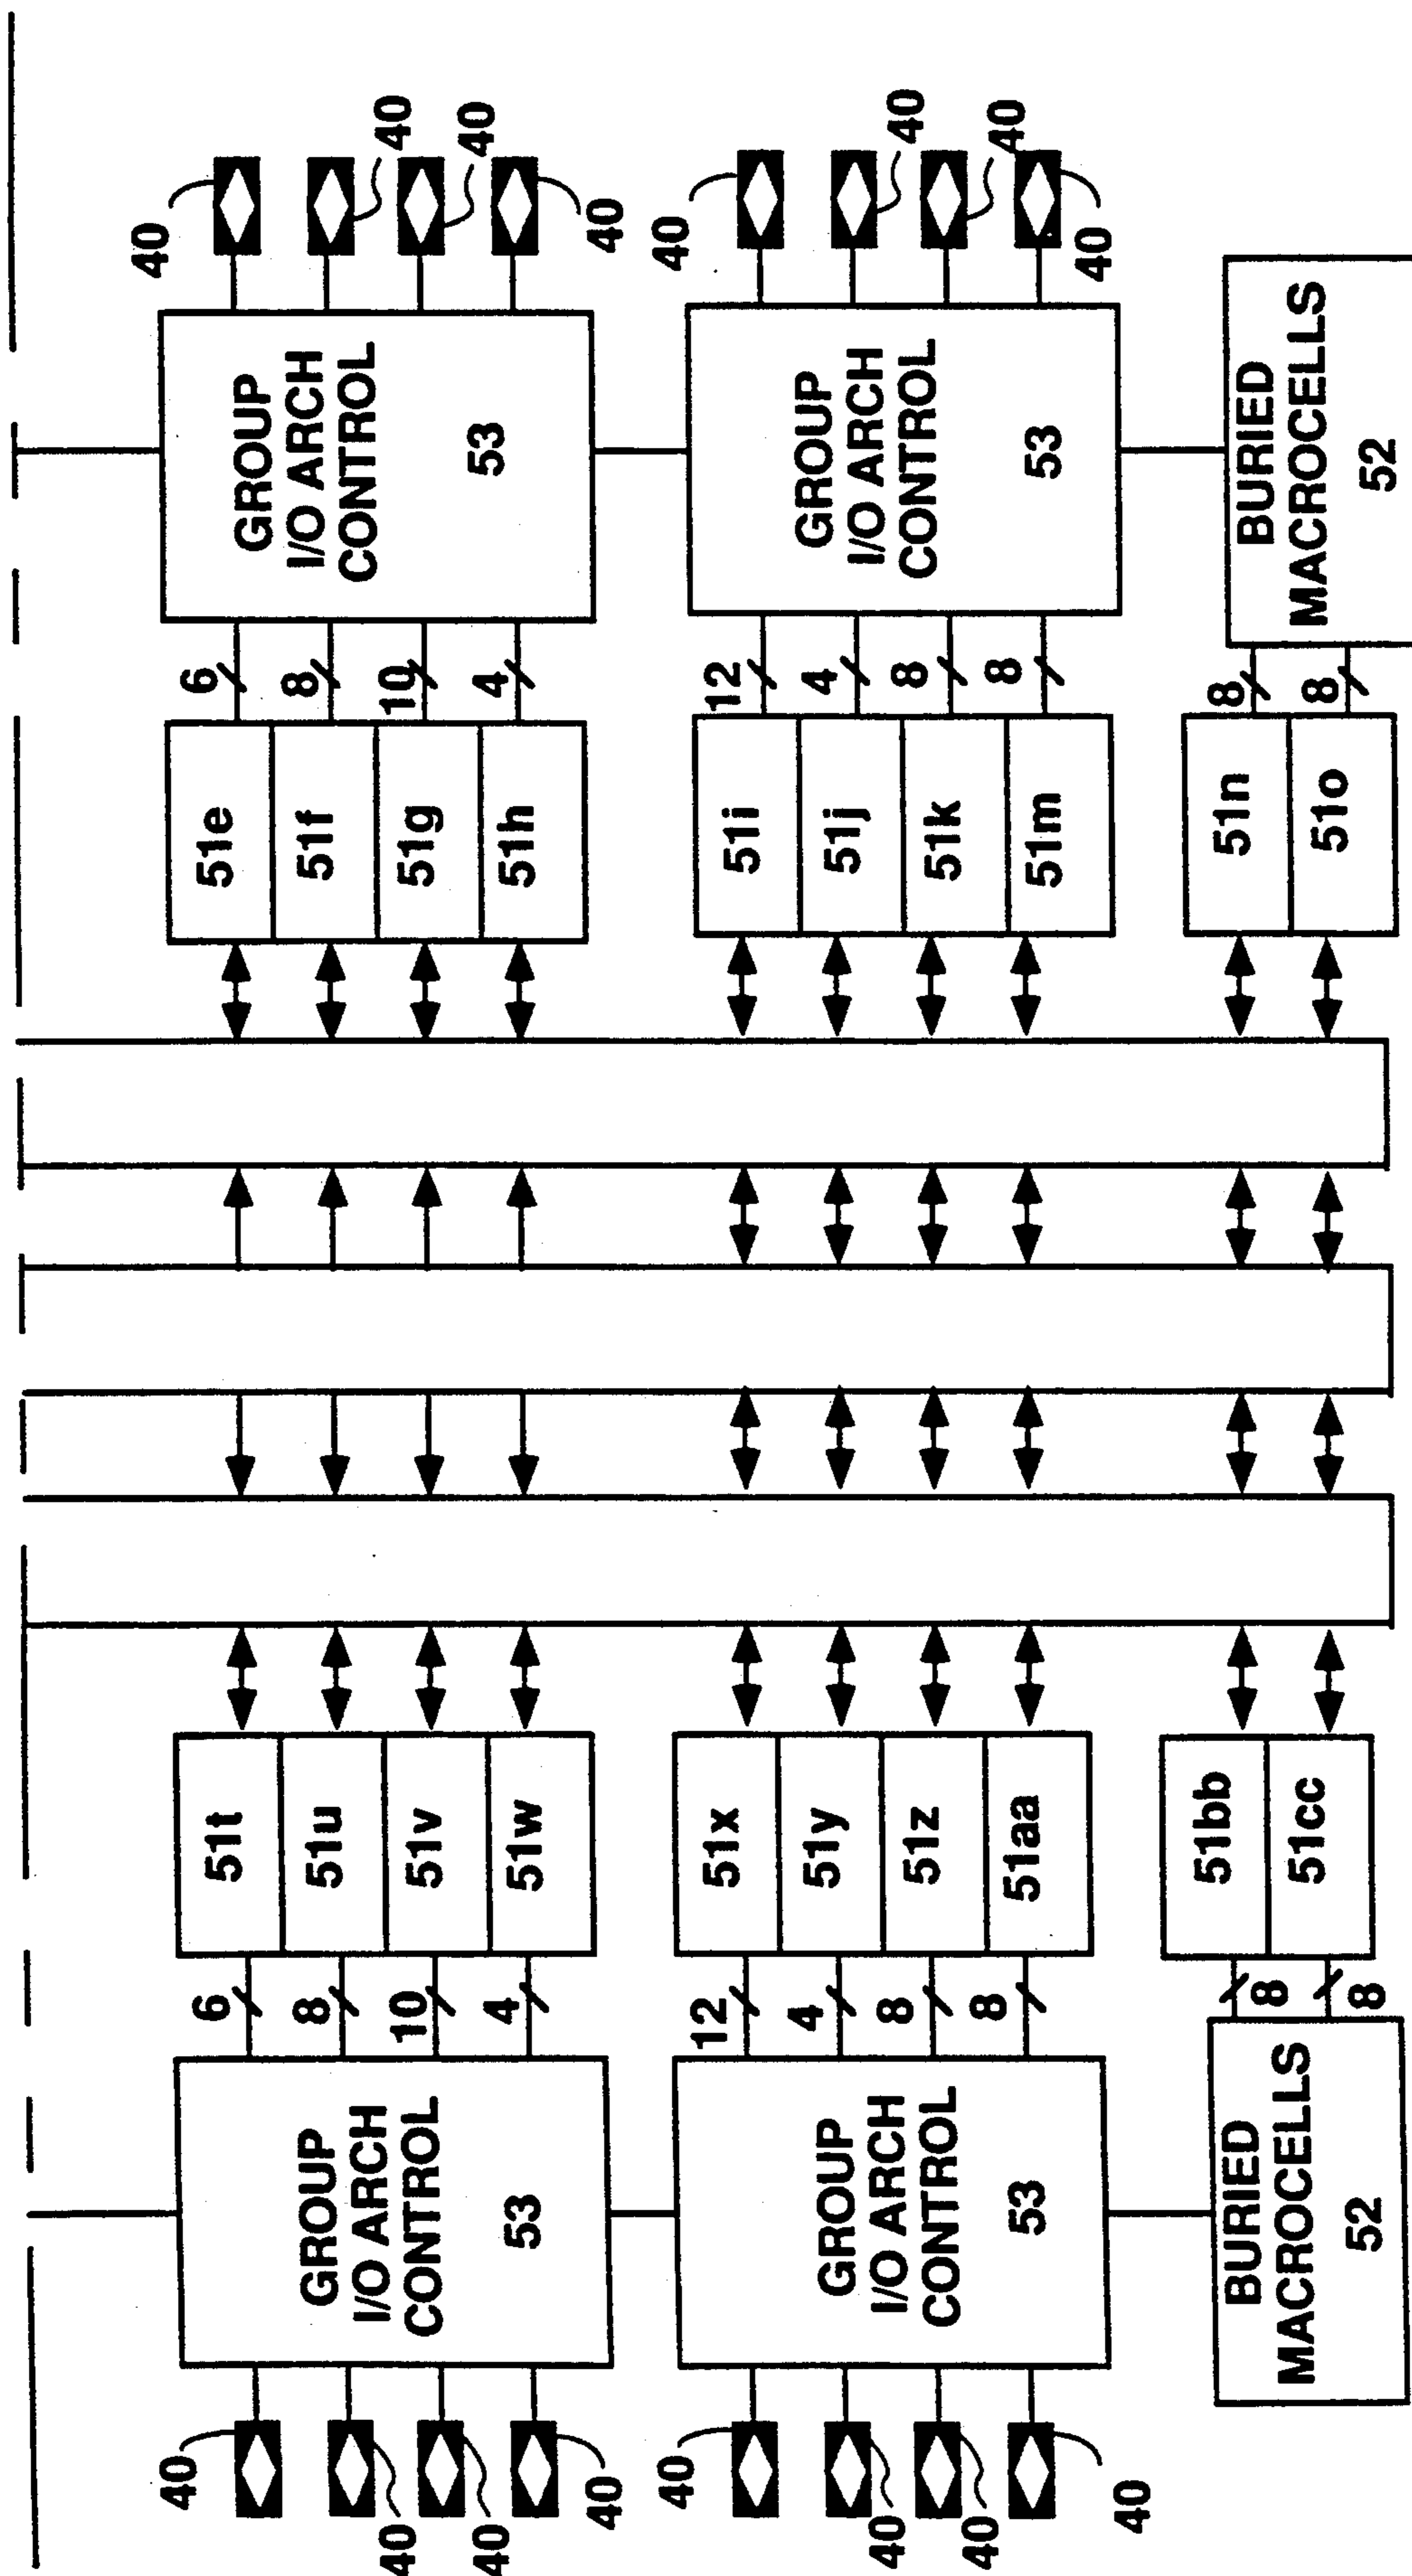 40
40
40
40
GROUP
I/O ARCH
CONTROL
53
6
8
10
4
51t
51u
51v
51w
51e
51f
51g
51h
6
8
10
4
GROUP
I/O ARCH
CONTROL
53
40
40
40
40
40
40
40
40
GROUP
I/O ARCH
CONTROL
53
12
4
8
8
51x
51y
51z
51aa
51i
51j
51k
51m
12
4
8
8
GROUP
I/O ARCH
CONTROL
53
40
40
40
40
BURIED
MACROCELLS
52
8
8
51bb
51cc
51n
51o
8
8
BURIED
MACROCELLS
52